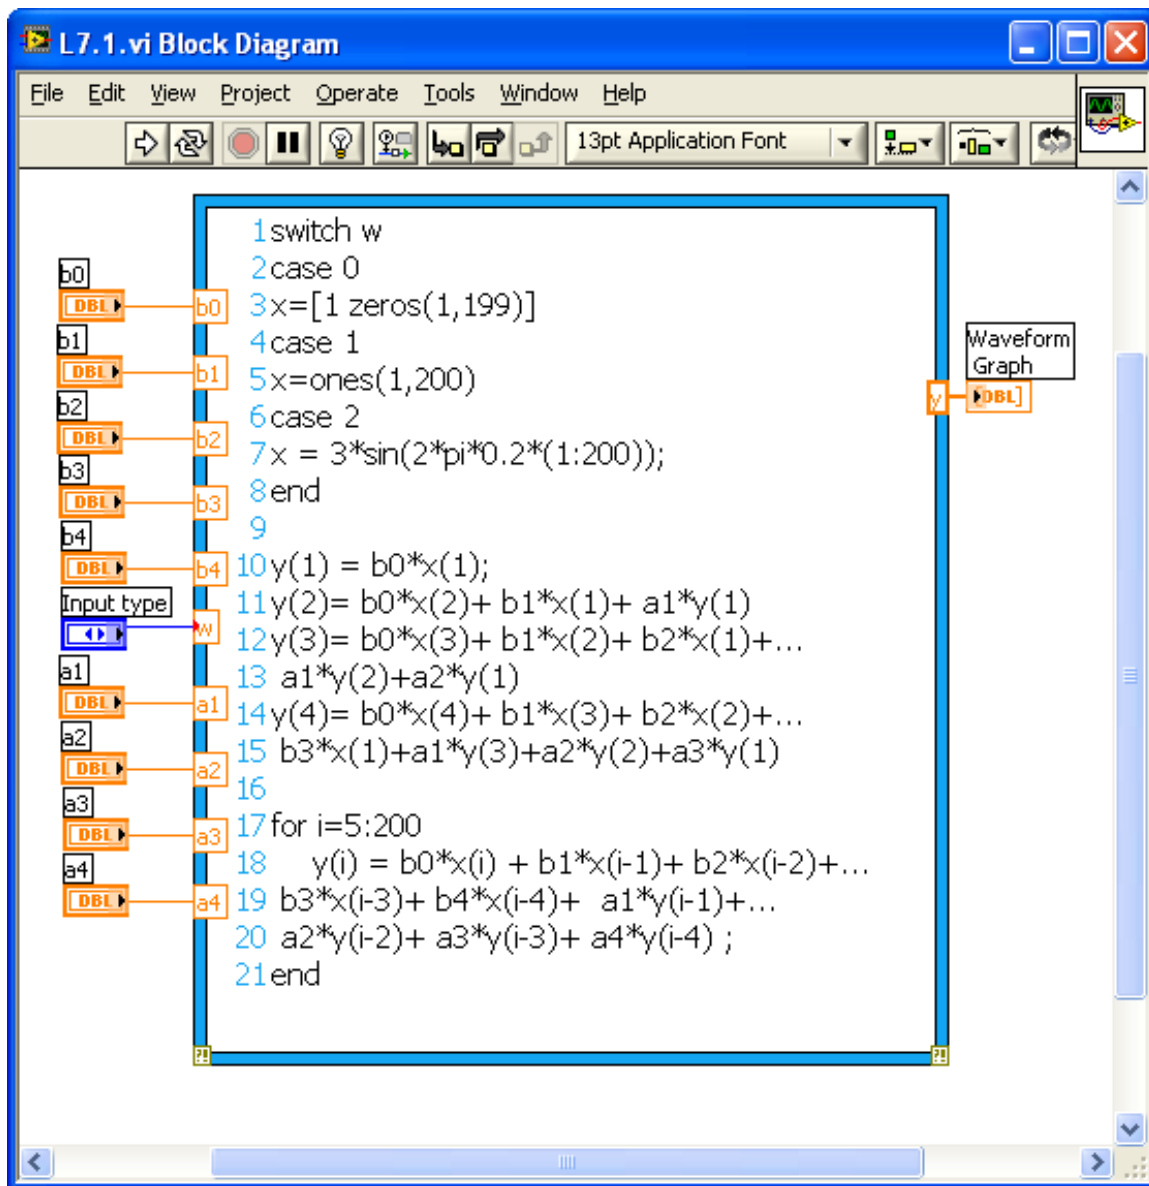 L7.1.vi Block Diagram
File Edit View Project Operate Tools Window Help
13pt Application Font
b0
DBL
b0
b1
DBL
b1
b2
DBL
b2
b3
DBL
b3
b4
DBL
b4
Input type
w
a1
DBL
a1
a2
DBL
a2
a3
DBL
a3
a4
DBL
a4
1 switch w
2 case 0
3 x=[1 zeros(1,199)]
4 case 1
5 x=ones(1,200)
6 case 2
7 x = 3*sin(2*pi*0.2*(1:200));
8 end
9
10 y(1) = b0*x(1);
11 y(2)= b0*x(2)+ b1*x(1)+ a1*y(1)
12 y(3)= b0*x(3)+ b1*x(2)+ b2*x(1)+...
13 a1*y(2)+a2*y(1)
14 y(4)= b0*x(4)+ b1*x(3)+ b2*x(2)+...
15 b3*x(1)+a1*y(3)+a2*y(2)+a3*y(1)
16
17 for i=5:200
18 y(i) = b0*x(i) + b1*x(i-1)+ b2*x(i-2)+...
19 b3*x(i-3)+ b4*x(i-4)+ a1*y(i-1)+...
20 a2*y(i-2)+ a3*y(i-3)+ a4*y(i-4) ;
21 end
y
Waveform
Graph
[DBL]